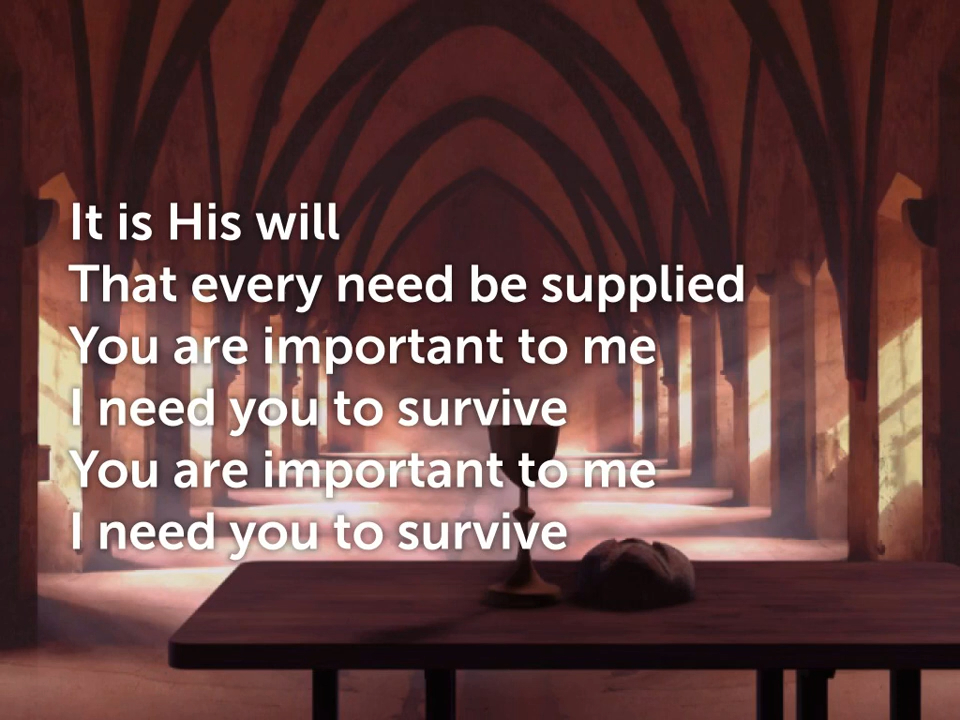 It is His will
That every need be supplied
You are important to me
I need you to survive
You are important to me
I need you to survive